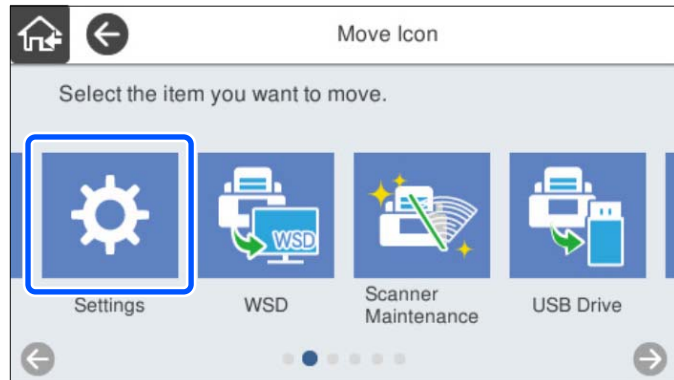 Move Icon
Select the item you want to move.
WSD
Settings
WSD
Scanner
Maintenance
USB Drive